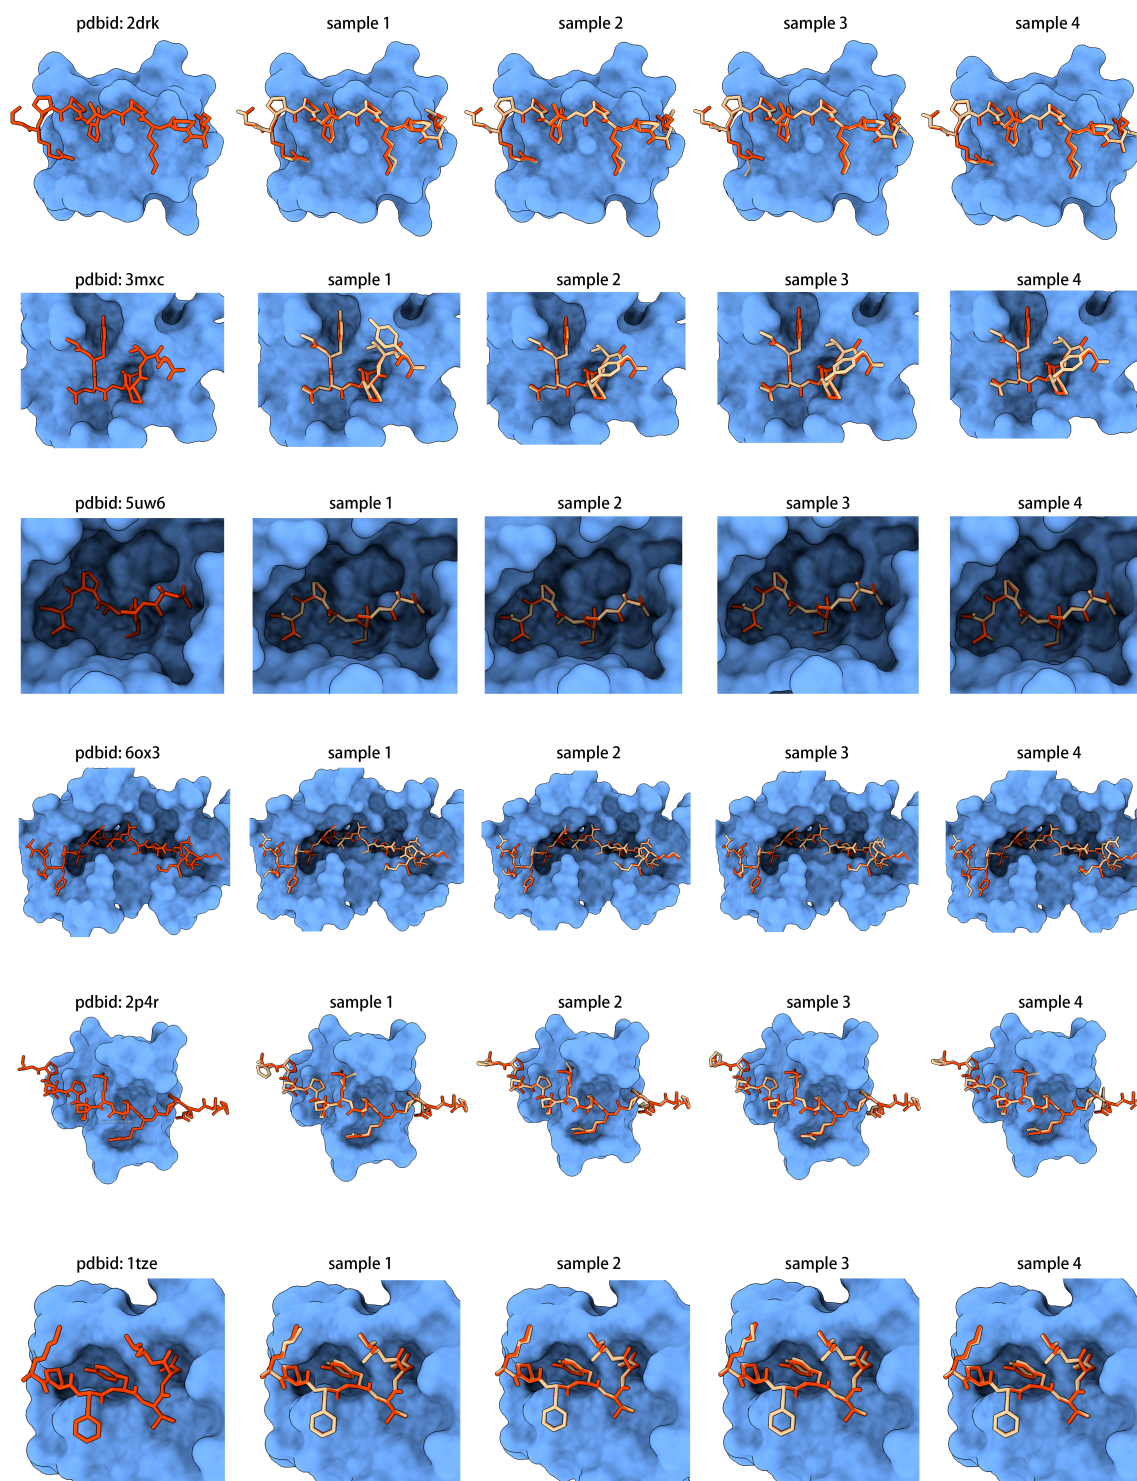 pdbid: 2drk sample 1 sample 2 sample 3 sample 4
pdbid: 3mxc sample 1 sample 2 sample 3 sample 4
pdbid: 5uw6 sample 1 sample 2 sample 3 sample 4
pdbid: 6ox3 sample 1 sample 2 sample 3 sample 4
pdbid: 2p4r sample 1 sample 2 sample 3 sample 4
pdbid: 1tze sample 1 sample 2 sample 3 sample 4